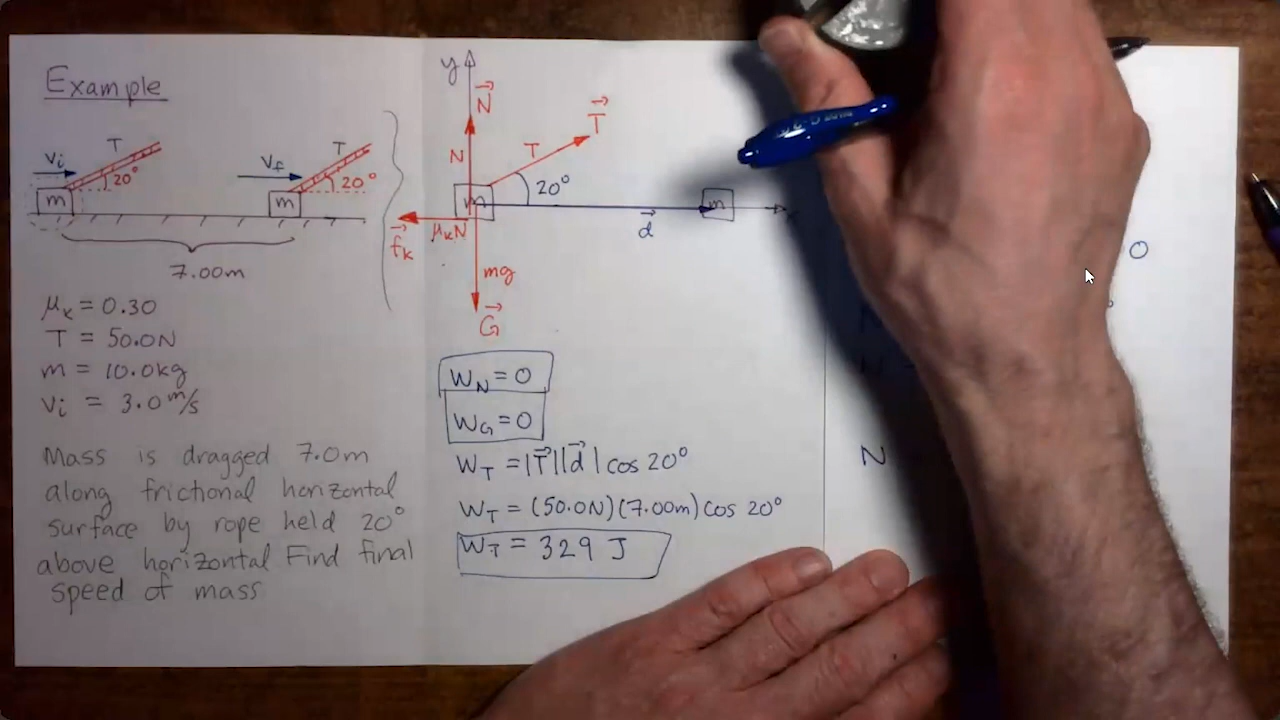 Example
vi
T
20°
m
vf
T
20°
m
7.00m
μk = 0.30
T = 50.0N
m = 10.0kg
vi = 3.0 m/s
Mass is dragged 7.0m
along frictional horizontal
surface by rope held 20°
above horizontal Find final
speed of mass
y
N
N
T
T
20°
m
m
x
d
fk
μkN
mg
G
WN = 0
WG = 0
WT = |T||d| cos 20°
WT = (50.0N)(7.00m) cos 20°
WT = 329 J
O
N